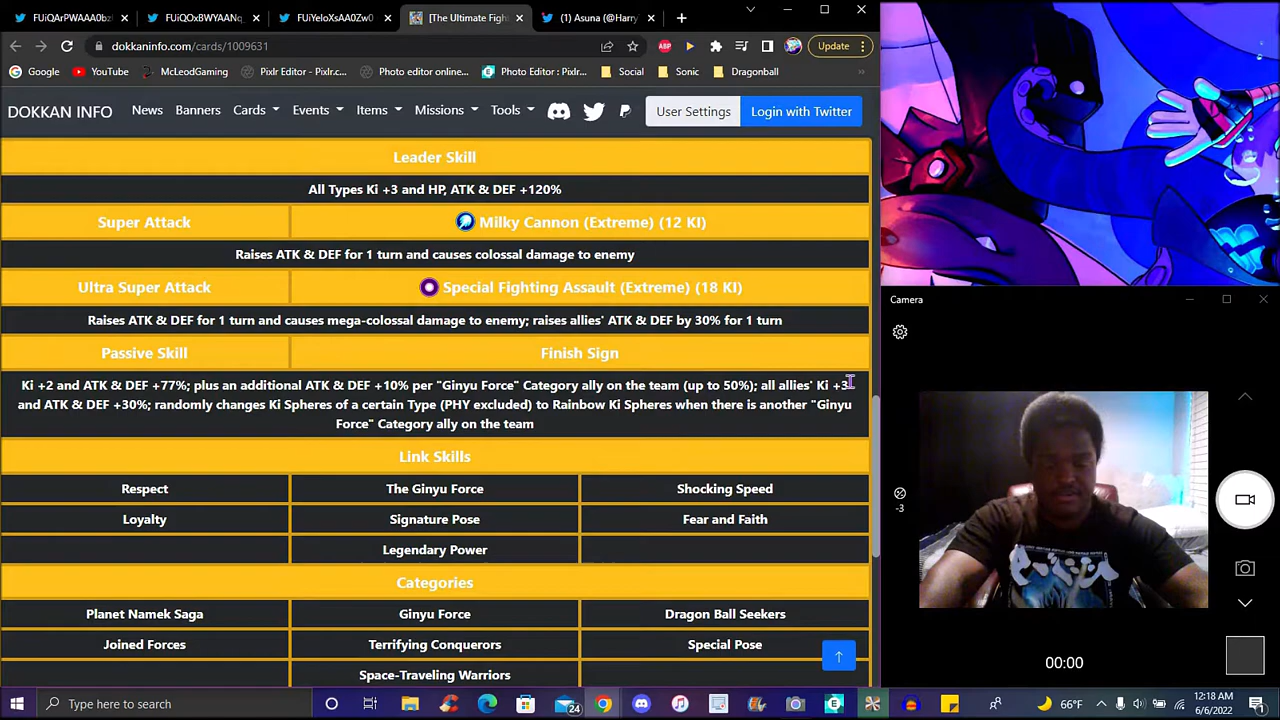 FUiQArPWAAA0bz
FUiQOxBWYAANq
FUiYeloXsAAZw0
[The Ultimate Figh
(1) Asuna (@Harry
dokkaninfo.com/cards/1009631
ABP
Update
Google
YouTube
McLeodGaming
Pixlr Editor - Pixlr.c...
Photo editor online...
Photo Editor : Pixlr...
Social
Sonic
Dragonball
DOKKAN INFO
News
Banners
Cards
Events
Items
Missions
Tools
User Settings
Login with Twitter
Leader Skill
All Types Ki +3 and HP, ATK & DEF +120%
Super Attack
Milky Cannon (Extreme) (12 KI)
Raises ATK & DEF for 1 turn and causes colossal damage to enemy
Ultra Super Attack
Special Fighting Assault (Extreme) (18 KI)
Raises ATK & DEF for 1 turn and causes mega-colossal damage to enemy; raises allies' ATK & DEF by 30% for 1 turn
Passive Skill
Finish Sign
Ki +2 and ATK & DEF +77%; plus an additional ATK & DEF +10% per "Ginyu Force" Category ally on the team (up to 50%); all allies' Ki +3
and ATK & DEF +30%; randomly changes Ki Spheres of a certain Type (PHY excluded) to Rainbow Ki Spheres when there is another "Ginyu
Force" Category ally on the team
Link Skills
Respect
The Ginyu Force
Shocking Speed
Loyalty
Signature Pose
Fear and Faith
Legendary Power
Categories
Planet Namek Saga
Ginyu Force
Dragon Ball Seekers
Joined Forces
Terrifying Conquerors
Special Pose
Space-Traveling Warriors
Camera
-3
00:00
Type here to search
24
66°F
12:18 AM
6/6/2022
1